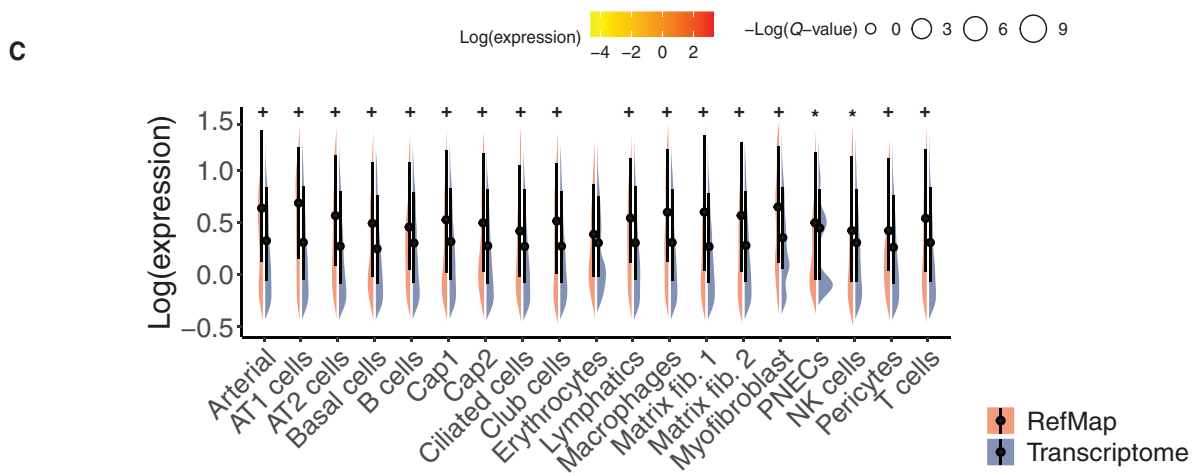 C
Log(expression)
−4 −2 0 2
−Log(Q−value) 0 3 6 9
Log(expression)
1.5
1.0
0.5
0.0
−0.5
+ + + + + + + + + + + + + + * * + +
Arterial
AT1 cells
AT2 cells
Basal cells
B cells
Cap1
Cap2
Ciliated cells
Club cells
Erythrocytes
Lymphatics
Macrophages
Matrix fib. 1
Matrix fib. 2
Myofibroblast
PNECs
NK cells
Pericytes
T cells
RefMap
Transcriptome